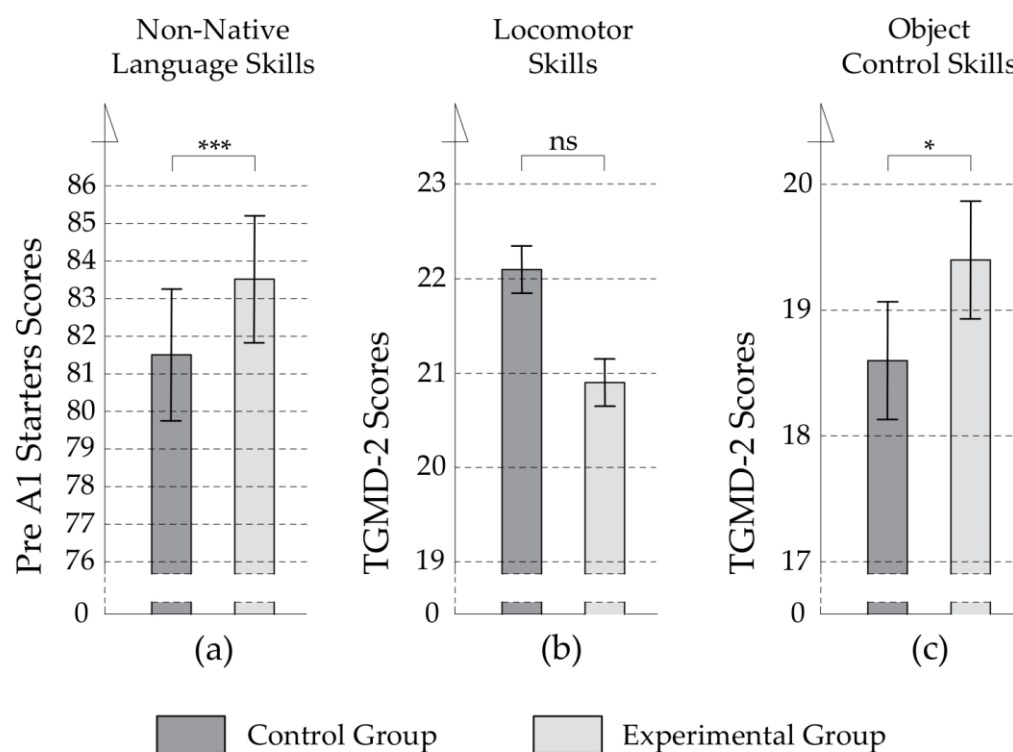 Non-Native
Language Skills
Locomotor
Skills
Object
Control Skills
***
ns
*
Pre A1 Starters Scores
86
85
84
83
82
81
80
79
78
77
76
0
TGMD-2 Scores
23
22
21
20
19
0
TGMD-2 Scores
20
19
18
17
0
(a)
(b)
(c)
Control Group
Experimental Group